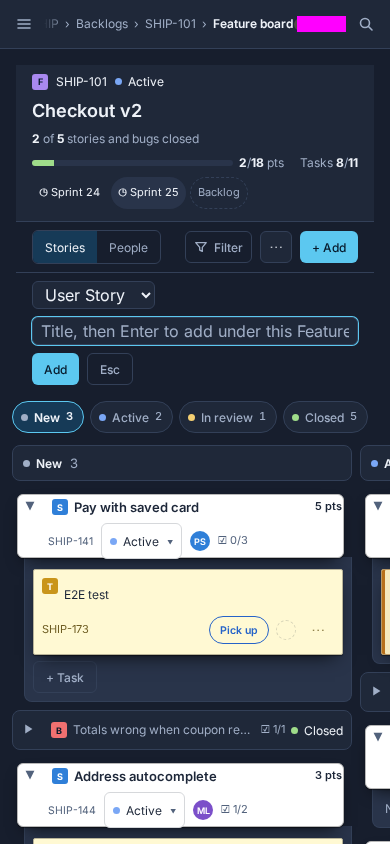 IP › Backlogs › SHIP-101 › Feature board
F SHIP-101 Active
Checkout v2
2 of 5 stories and bugs closed
2/18 pts Tasks 8/11
Sprint 24 Sprint 25 Backlog
Stories People Filter ... + Add
User Story
Title, then Enter to add under this Feature
Add Esc
New 3 Active 2 In review 1 Closed 5
New 3 A
S Pay with saved card 5 pts
SHIP-141 Active PS 0/3
T E2E test
SHIP-173 Pick up ...
+ Task
B Totals wrong when coupon re... 1/1 Closed
S Address autocomplete 3 pts
SHIP-144 Active ML 1/2